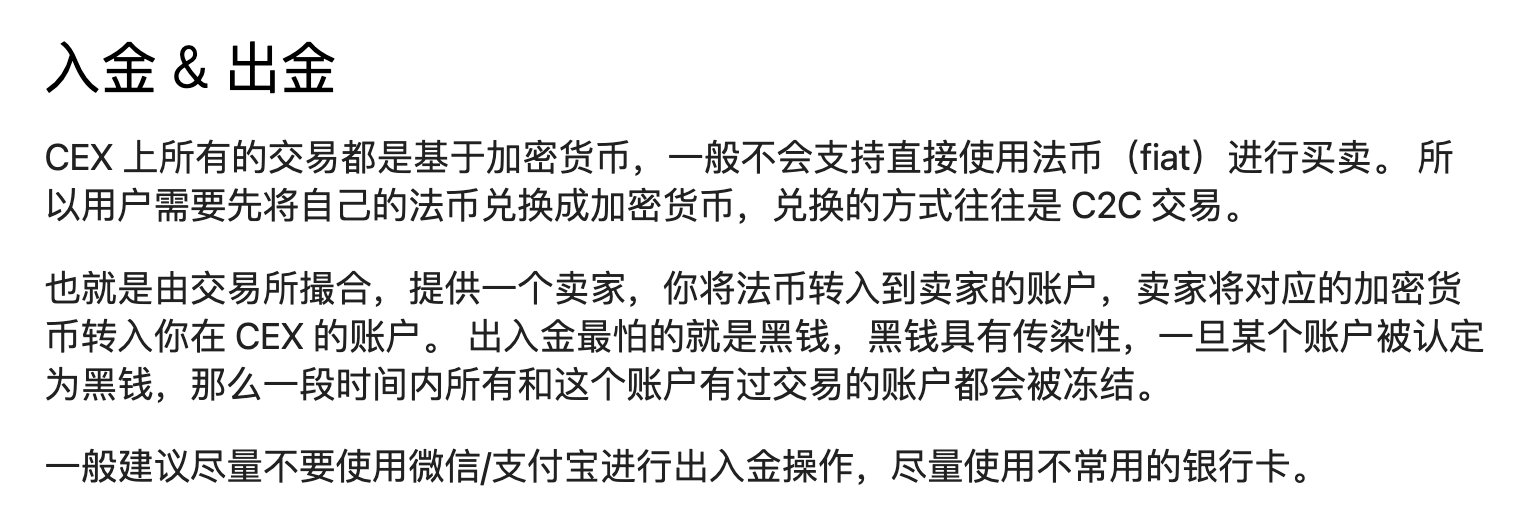 入金 & 出金
CEX 上所有的交易都是基于加密货币，一般不会支持直接使用法币（fiat）进行买卖。 所
以用户需要先将自己的法币兑换成加密货币，兑换的方式往往是 C2C 交易。
也就是由交易所撮合，提供一个卖家，你将法币转入到卖家的账户，卖家将对应的加密货
币转入你在 CEX 的账户。 出入金最怕的就是黑钱，黑钱具有传染性，一旦某个账户被认定
为黑钱，那么一段时间内所有和这个账户有过交易的账户都会被冻结。
一般建议尽量不要使用微信/支付宝进行出入金操作，尽量使用不常用的银行卡。